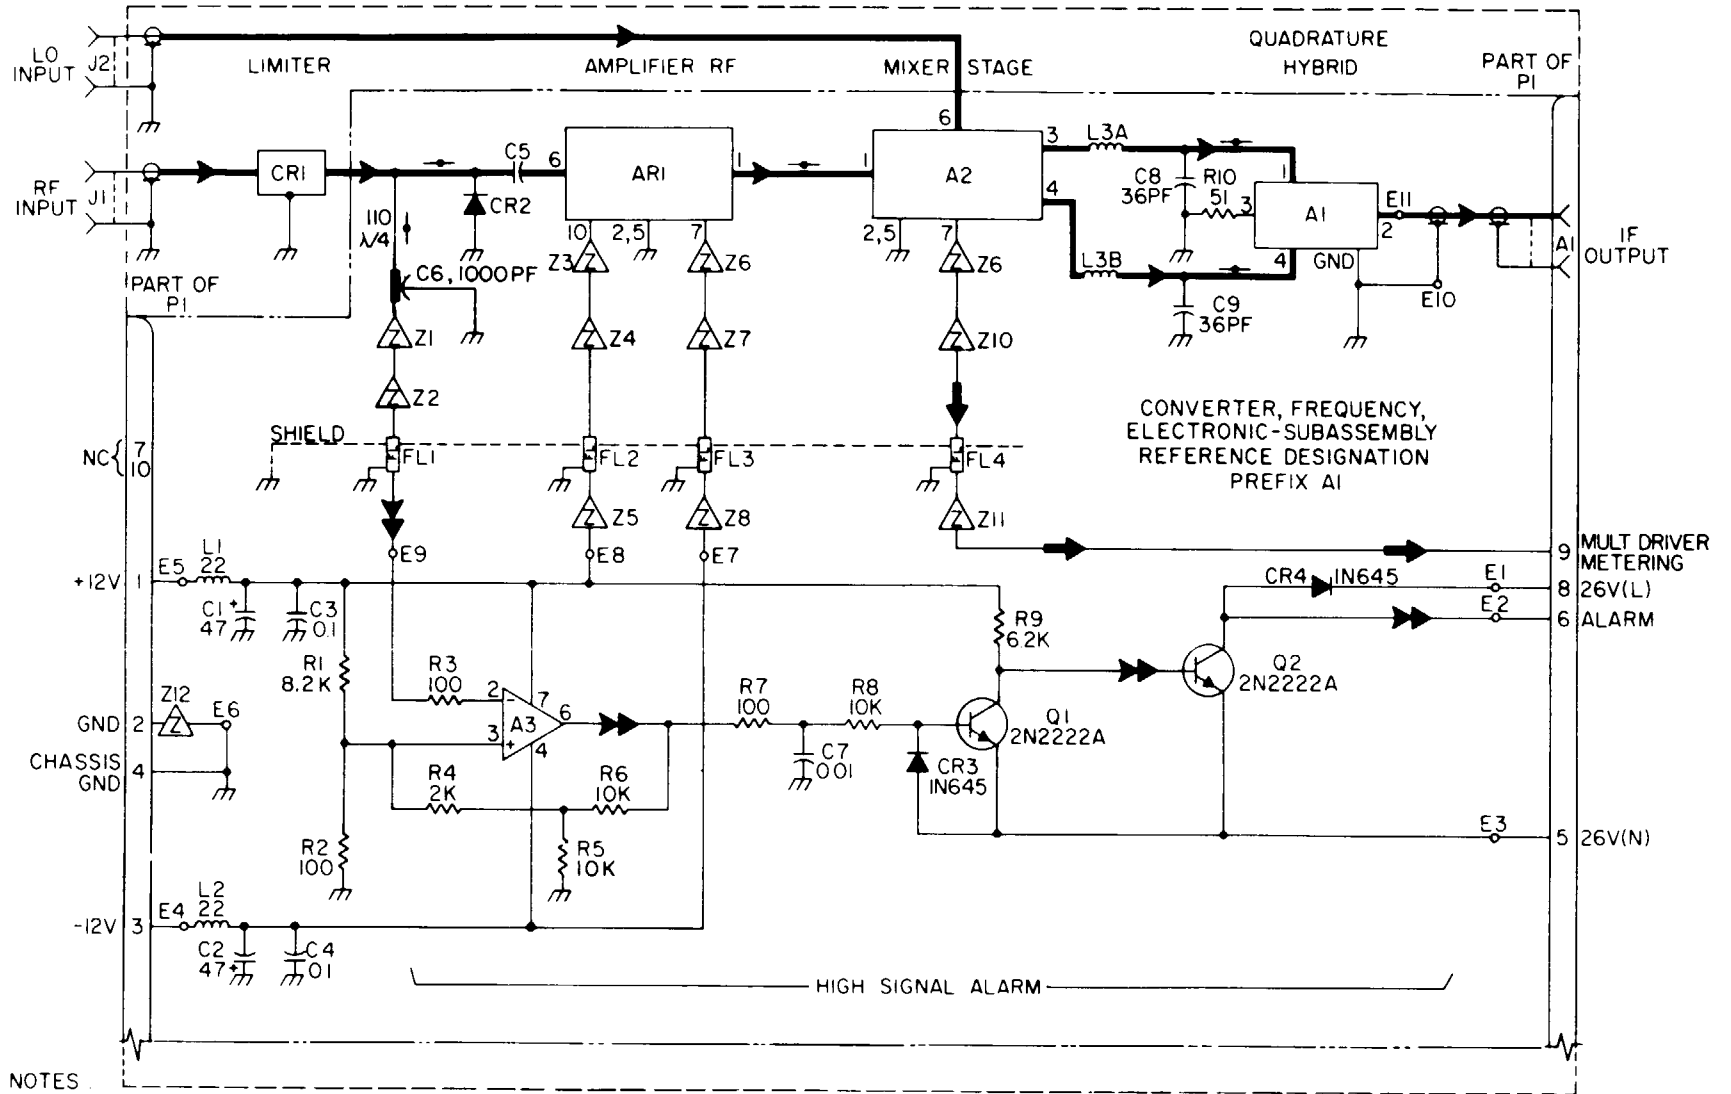 LO
INPUT
J2
LIMITER
AMPLIFIER RF
MIXER STAGE
QUADRATURE
HYBRID
PART OF
P1
RF
INPUT
J1
CR1
110
λ/4
CR2
C5
6
AR1
1
10
2,5
7
1
6
A2
3
4
2,5
7
L3A
L3B
C8
36PF
R10
51
3
1
A1
2
4
GND
E11
E10
A1
IF
OUTPUT
C9
36PF
PART OF
P1
C6, 1000PF
Z1
Z2
Z3
Z4
Z6
Z7
Z6
Z10
SHIELD
FL1
FL2
FL3
FL4
Z5
Z8
Z11
CONVERTER, FREQUENCY,
ELECTRONIC-SUBASSEMBLY
REFERENCE DESIGNATION
PREFIX A1
NC{
7
10
E9
E8
E7
9
MULT DRIVER
METERING
+12V
1
E5
L1
22
C1
+
47
C3
01
CR4
1N645
E1
8
26V(L)
E2
6
ALARM
R1
8.2K
R3
100
2
-
7
A3
6
3
+
4
R9
6.2K
Q2
2N2222A
Q1
2N2222A
Z12
GND
2
E6
CHASSIS
GND
4
R7
100
R8
10K
C7
001
CR3
1N645
R4
2K
R6
10K
R5
10K
R2
100
E3
5
26V(N)
-12V
3
E4
L2
22
C2
47
+
C4
01
HIGH SIGNAL ALARM
NOTES